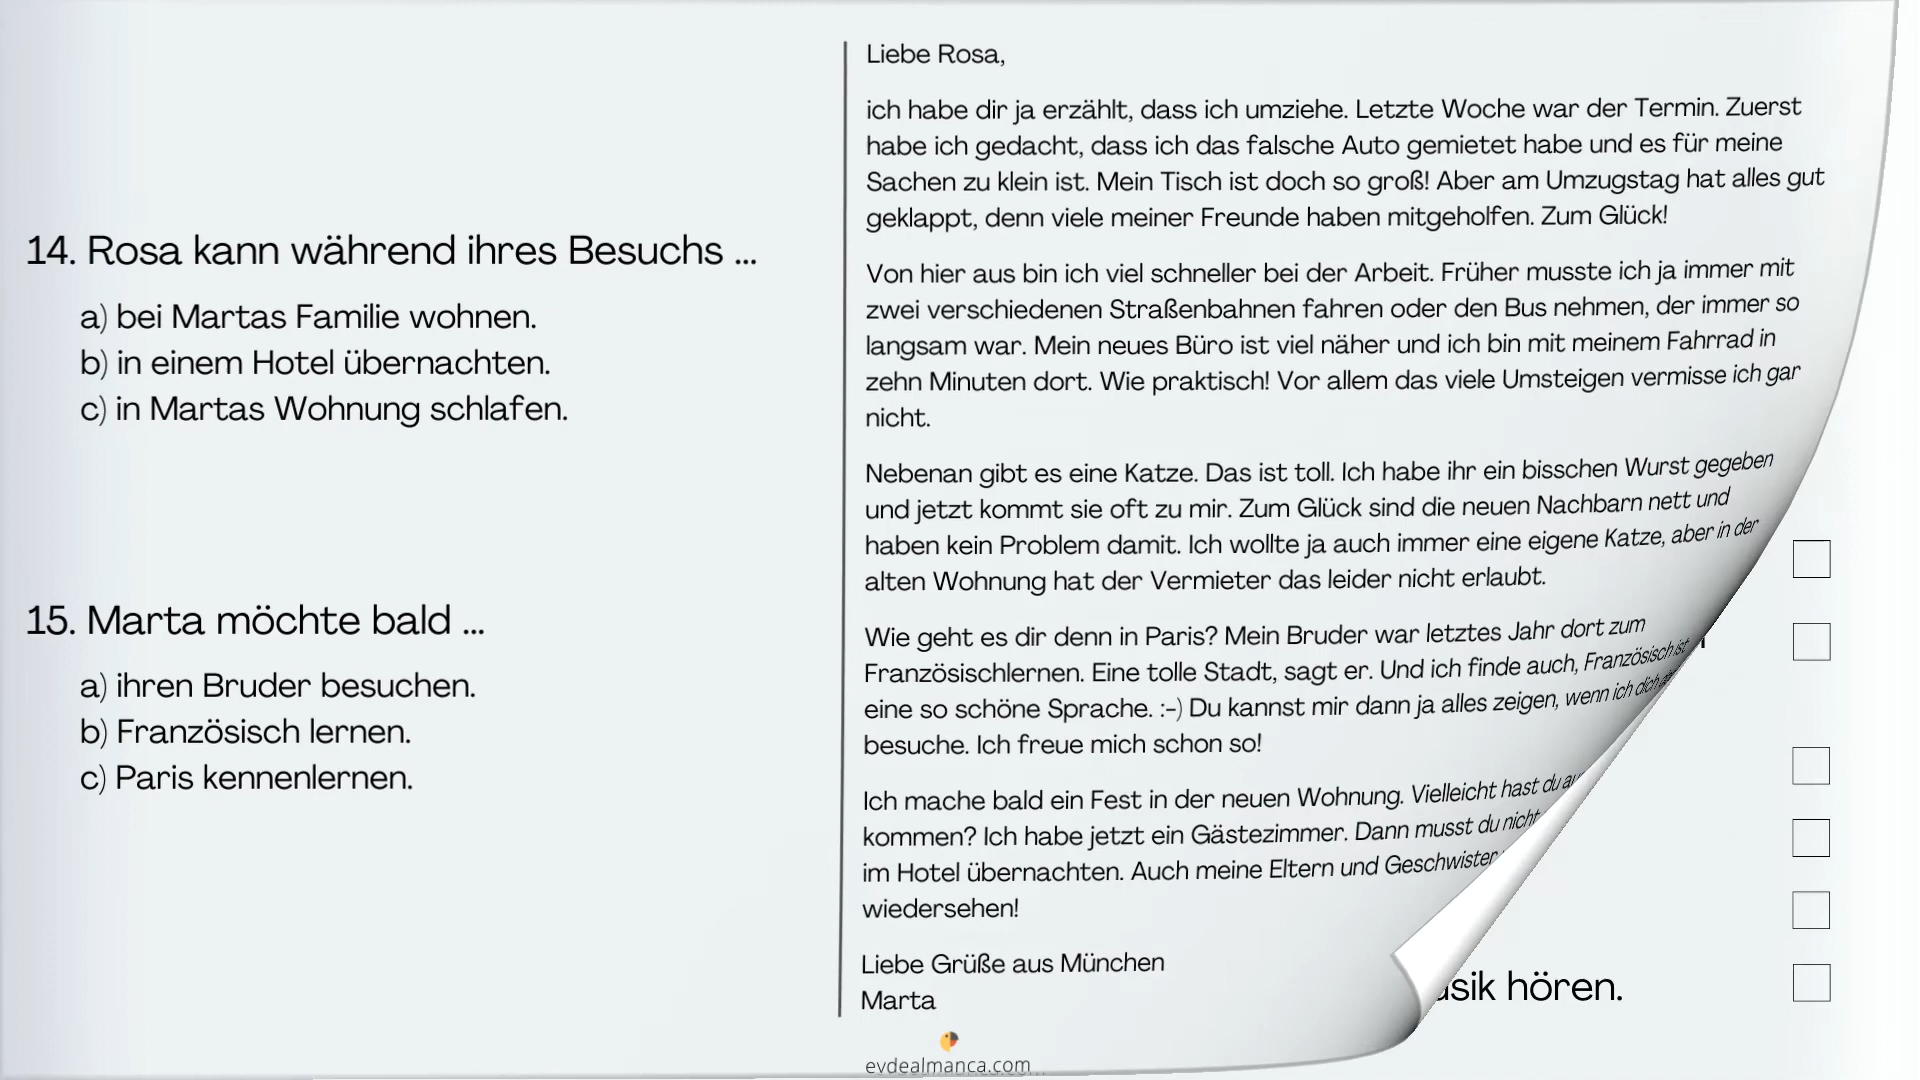 14. Rosa kann während ihres Besuchs ...
a) bei Martas Familie wohnen.
b) in einem Hotel übernachten.
c) in Martas Wohnung schlafen.
15. Marta möchte bald ...
a) ihren Bruder besuchen.
b) Französisch lernen.
c) Paris kennenlernen.
Liebe Rosa,
ich habe dir ja erzählt, dass ich umziehe. Letzte Woche war der Termin. Zuerst
habe ich gedacht, dass ich das falsche Auto gemietet habe und es für meine
Sachen zu klein ist. Mein Tisch ist doch so groß! Aber am Umzugstag hat alles gut
geklappt, denn viele meiner Freunde haben mitgeholfen. Zum Glück!
Von hier aus bin ich viel schneller bei der Arbeit. Früher musste ich ja immer mit
zwei verschiedenen Straßenbahnen fahren oder den Bus nehmen, der immer so
langsam war. Mein neues Büro ist viel näher und ich bin mit meinem Fahrrad in
zehn Minuten dort. Wie praktisch! Vor allem das viele Umsteigen vermisse ich gar
nicht.
Nebenan gibt es eine Katze. Das ist toll. Ich habe ihr ein bisschen Wurst gegeben
und jetzt kommt sie oft zu mir. Zum Glück sind die neuen Nachbarn nett und
haben kein Problem damit. Ich wollte ja auch immer eine eigene Katze, aber in der
alten Wohnung hat der Vermieter das leider nicht erlaubt.
Wie geht es dir denn in Paris? Mein Bruder war letztes Jahr dort zum
Französischlernen. Eine tolle Stadt, sagt er. Und ich finde auch, Französisch ist
eine so schöne Sprache. :-) Du kannst mir dann ja alles zeigen, wenn ich dich
besuche. Ich freue mich schon so!
Ich mache bald ein Fest in der neuen Wohnung. Vielleicht hast du
kommen? Ich habe jetzt ein Gästezimmer. Dann musst du nicht
im Hotel übernachten. Auch meine Eltern und Geschwister
wiedersehen!
Liebe Grüße aus München
Marta
hören.
evdealmanca.com